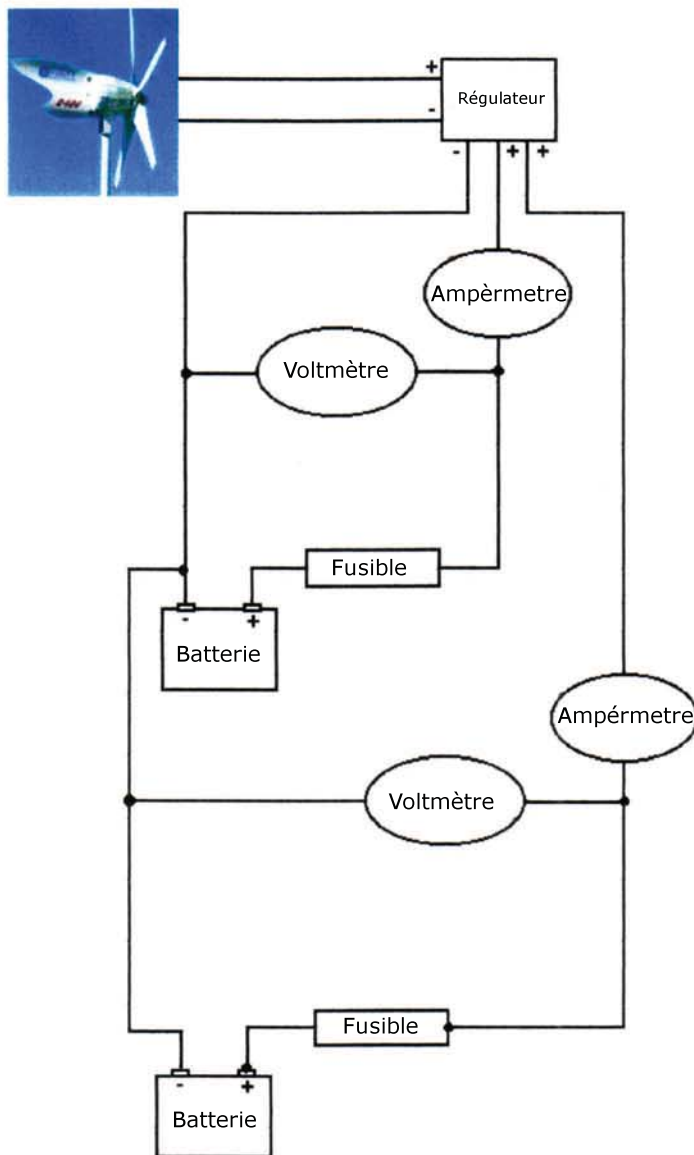 +
Régulateur
-
- + +
Ampèrmetre
Voltmètre
Fusible
- +
Batterie
Ampérmetre
Voltmètre
Fusible
- +
Batterie